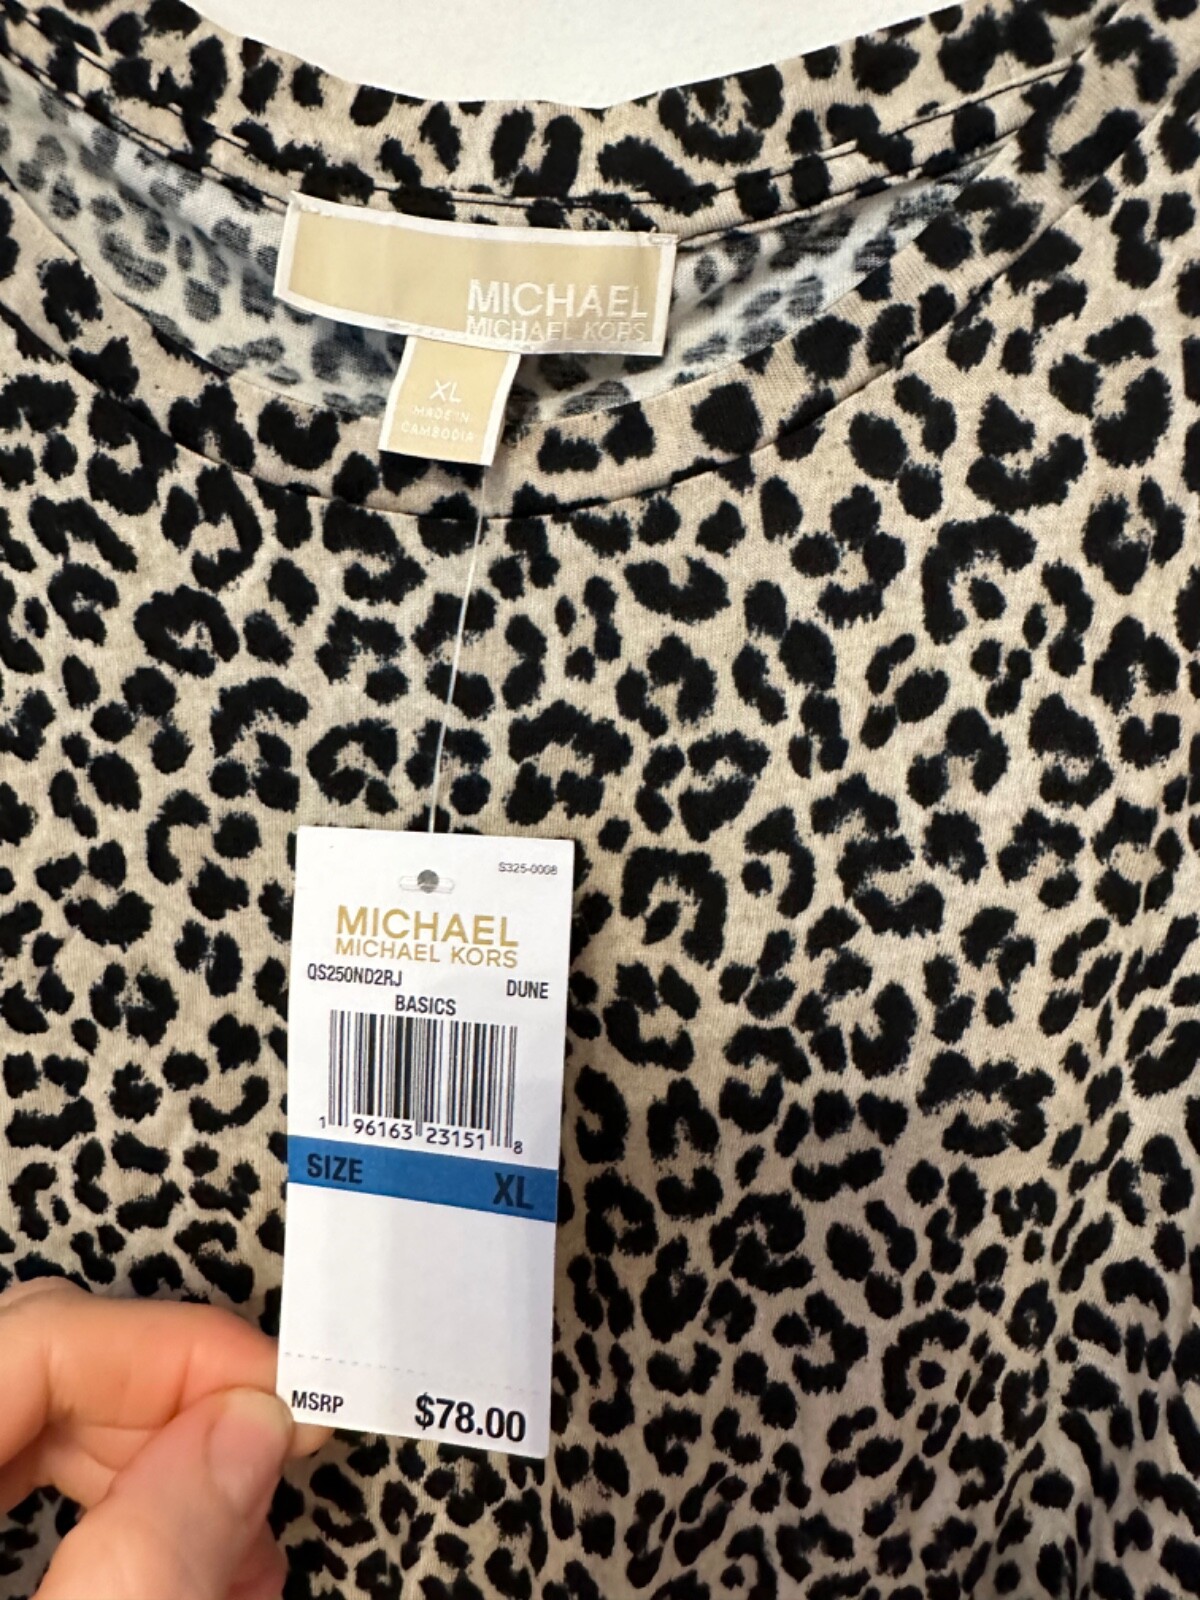 MICHAEL
MICHAEL KORS
XL
MADE IN
CAMBODIA
S325-0008
MICHAEL
MICHAEL KORS
QS250ND2RJ DUNE
BASICS
1 96163 23151 8
SIZE XL
MSRP $78.00